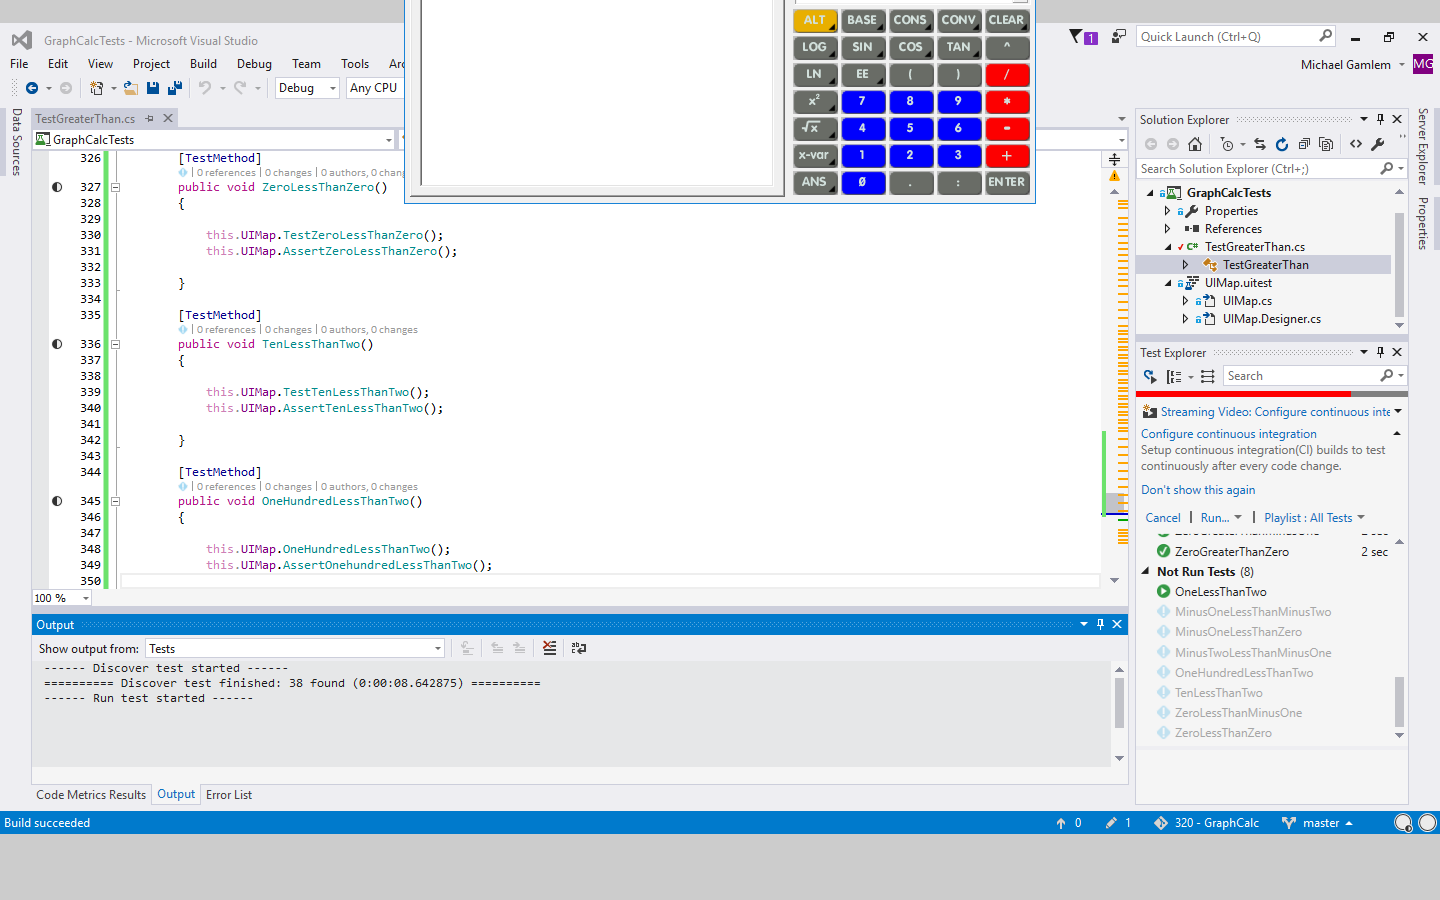 GraphCalcTests - Microsoft Visual Studio
1
Quick Launch (Ctrl+Q)
File Edit View Project Build Debug Team Tools
Michael Gamlem MG
Debug Any CPU
ALT BASE CONS CONV CLEAR
LOG SIN COS TAN ^
LN EE ( ) /
x² 7 8 9 *
√x 4 5 6 -
x-var 1 2 3 +
ANS Ø . : ENTER
Data Sources
TestGreaterThan.cs
GraphCalcTests
326 [TestMethod]
0 references | 0 changes | 0 authors, 0 changes
327 public void ZeroLessThanZero()
328 {
329
330 this.UIMap.TestZeroLessThanZero();
331 this.UIMap.AssertZeroLessThanZero();
332
333 }
334
335 [TestMethod]
0 references | 0 changes | 0 authors, 0 changes
336 public void TenLessThanTwo()
337 {
338
339 this.UIMap.TestTenLessThanTwo();
340 this.UIMap.AssertTenLessThanTwo();
341
342 }
343
344 [TestMethod]
0 references | 0 changes | 0 authors, 0 changes
345 public void OneHundredLessThanTwo()
346 {
347
348 this.UIMap.OneHundredLessThanTwo();
349 this.UIMap.AssertOnehundredLessThanTwo();
350
100 %
Output
Show output from: Tests
------ Discover test started ------
========== Discover test finished: 38 found (0:00:08.642875) ==========
------ Run test started ------
Code Metrics Results Output Error List
Solution Explorer
Search Solution Explorer (Ctrl+;)
GraphCalcTests
Properties
References
C# TestGreaterThan.cs
TestGreaterThan
UIMap.uitest
UIMap.cs
UIMap.Designer.cs
Server Explorer
Properties
Test Explorer
Search
Streaming Video: Configure continuous inte
Configure continuous integration
Setup continuous integration(CI) builds to test
continuously after every code change.
Don't show this again
Cancel | Run... | Playlist : All Tests
ZeroGreaterThanMinusOne 2 sec
ZeroGreaterThanZero 2 sec
Not Run Tests (8)
OneLessThanTwo
MinusOneLessThanMinusTwo
MinusOneLessThanZero
MinusTwoLessThanMinusOne
OneHundredLessThanTwo
TenLessThanTwo
ZeroLessThanMinusOne
ZeroLessThanZero
Build succeeded
0 1 320 - GraphCalc master